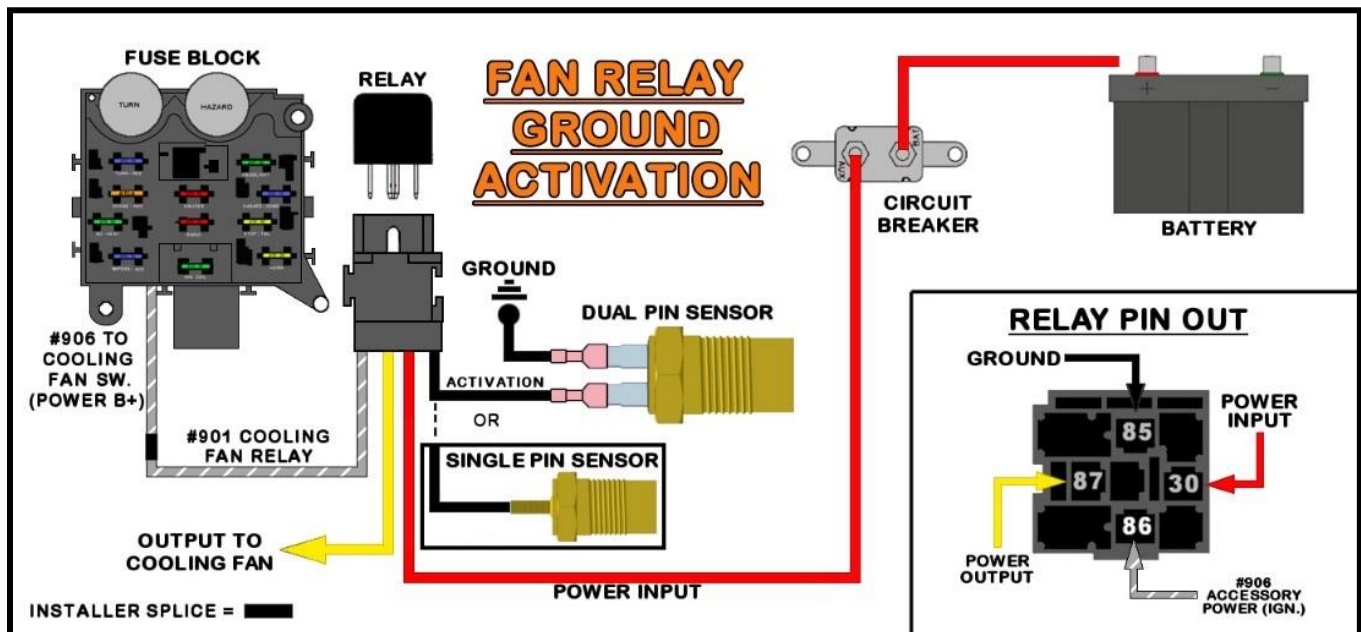 FUSE BLOCK
TURN
HAZARD
RELAY
FAN RELAY
GROUND
ACTIVATION
BAT
AUX
CIRCUIT
BREAKER
+
−
BATTERY
GROUND
DUAL PIN SENSOR
ACTIVATION
OR
SINGLE PIN SENSOR
#906 TO
COOLING
FAN SW.
(POWER B+)
#901 COOLING
FAN RELAY
OUTPUT TO
COOLING FAN
POWER INPUT
INSTALLER SPLICE =
RELAY PIN OUT
GROUND
POWER
INPUT
85
87
30
86
POWER
OUTPUT
#906
ACCESSORY
POWER (IGN.)